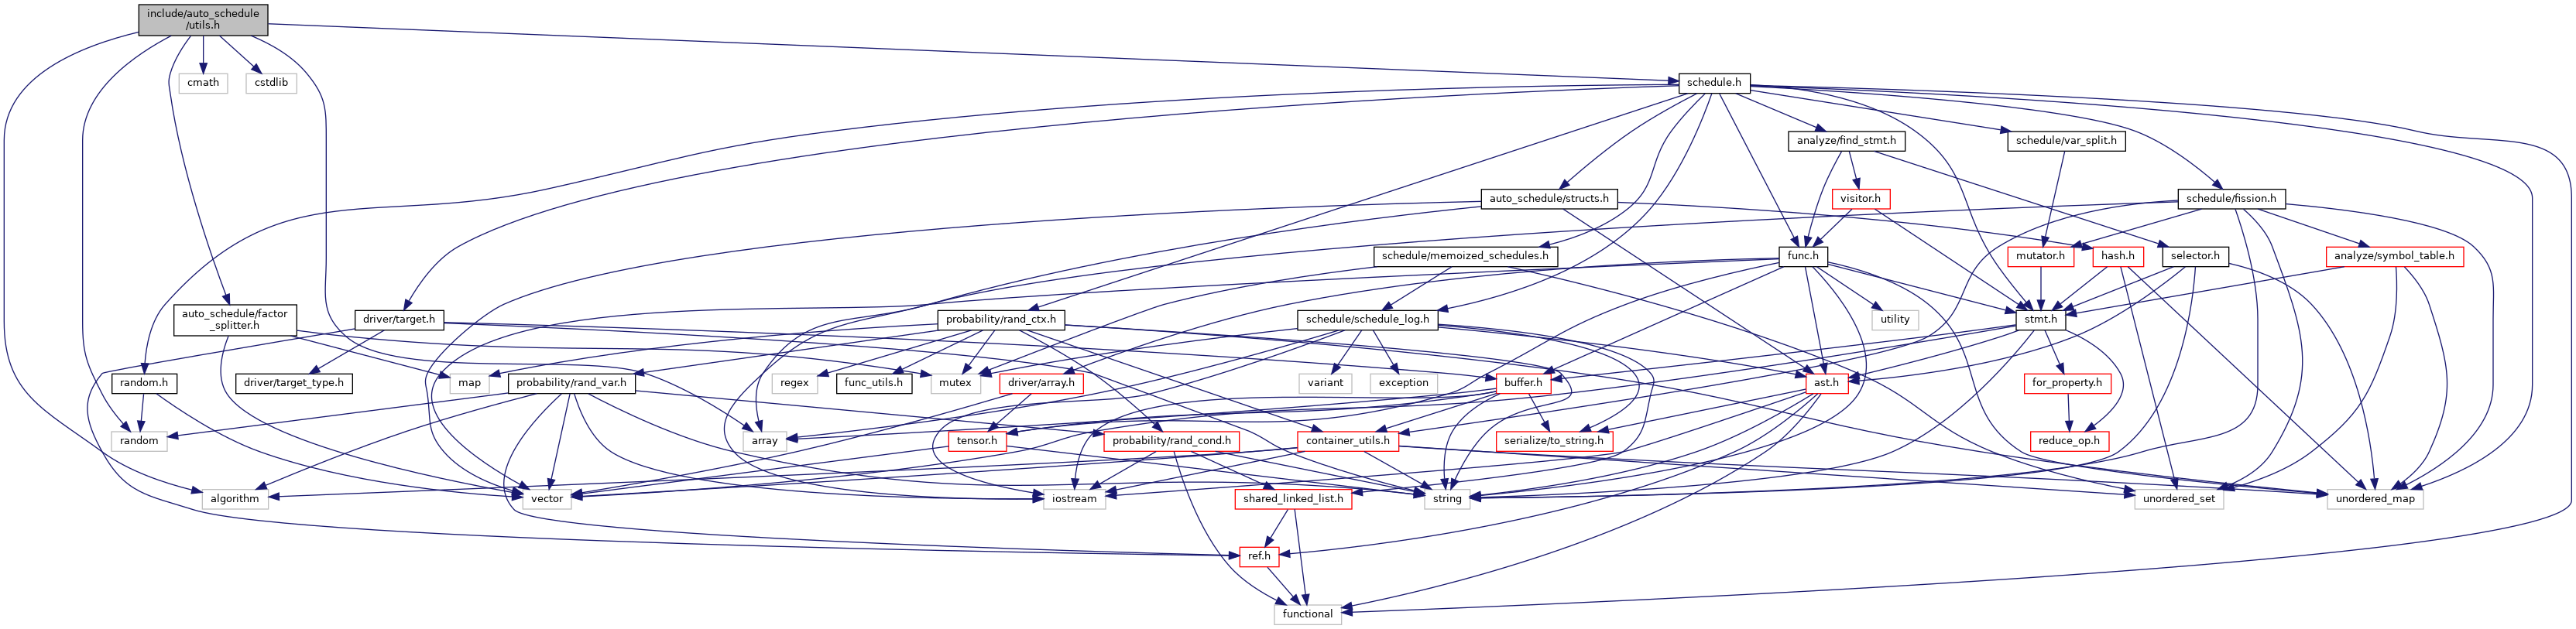 include/auto_schedule
/utils.h
cmath
cstdlib
schedule.h
analyze/find_stmt.h
schedule/var_split.h
auto_schedule/structs.h
visitor.h
schedule/fission.h
schedule/memoized_schedules.h
func.h
mutator.h
hash.h
selector.h
analyze/symbol_table.h
auto_schedule/factor
_splitter.h
driver/target.h
probability/rand_ctx.h
schedule/schedule_log.h
utility
stmt.h
random.h
driver/target_type.h
map
probability/rand_var.h
regex
func_utils.h
mutex
driver/array.h
variant
exception
buffer.h
ast.h
for_property.h
random
array
tensor.h
probability/rand_cond.h
container_utils.h
serialize/to_string.h
reduce_op.h
algorithm
vector
iostream
shared_linked_list.h
string
unordered_set
unordered_map
ref.h
functional